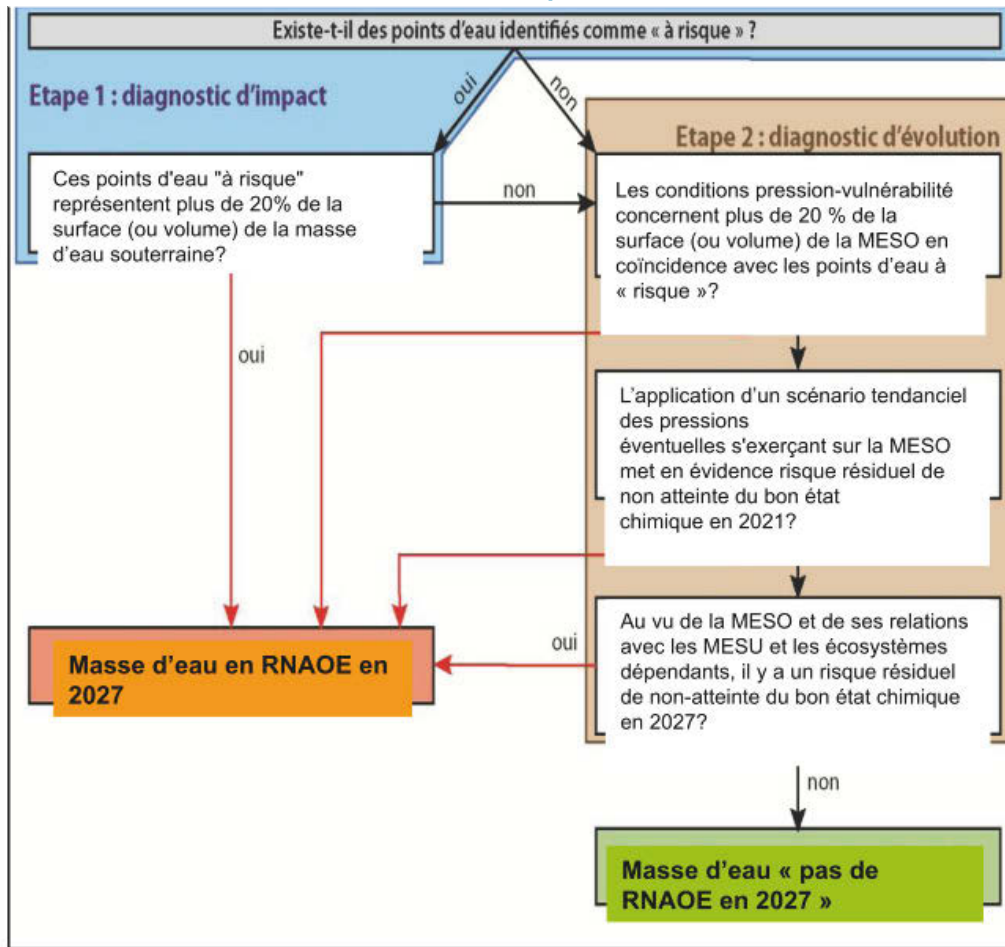 Existe-t-il des points d'eau identifiés comme « à risque » ?
Etape 1 : diagnostic d'impact
oui
non
Etape 2 : diagnostic d'évolution
Ces points d'eau "à risque"
représentent plus de 20% de la
surface (ou volume) de la masse
d'eau souterraine?
non
Les conditions pression-vulnérabilité
concernent plus de 20 % de la
surface (ou volume) de la MESO en
coïncidence avec les points d'eau à
« risque »?
oui
L'application d'un scénario tendanciel
des pressions
éventuelles s'exerçant sur la MESO
met en évidence risque résiduel de
non atteinte du bon état
chimique en 2021?
Au vu de la MESO et de ses relations
avec les MESU et les écosystèmes
dépendants, il y a un risque résiduel
de non-atteinte du bon état chimique
en 2027?
oui
Masse d'eau en RNAOE en
2027
non
Masse d'eau « pas de
RNAOE en 2027 »